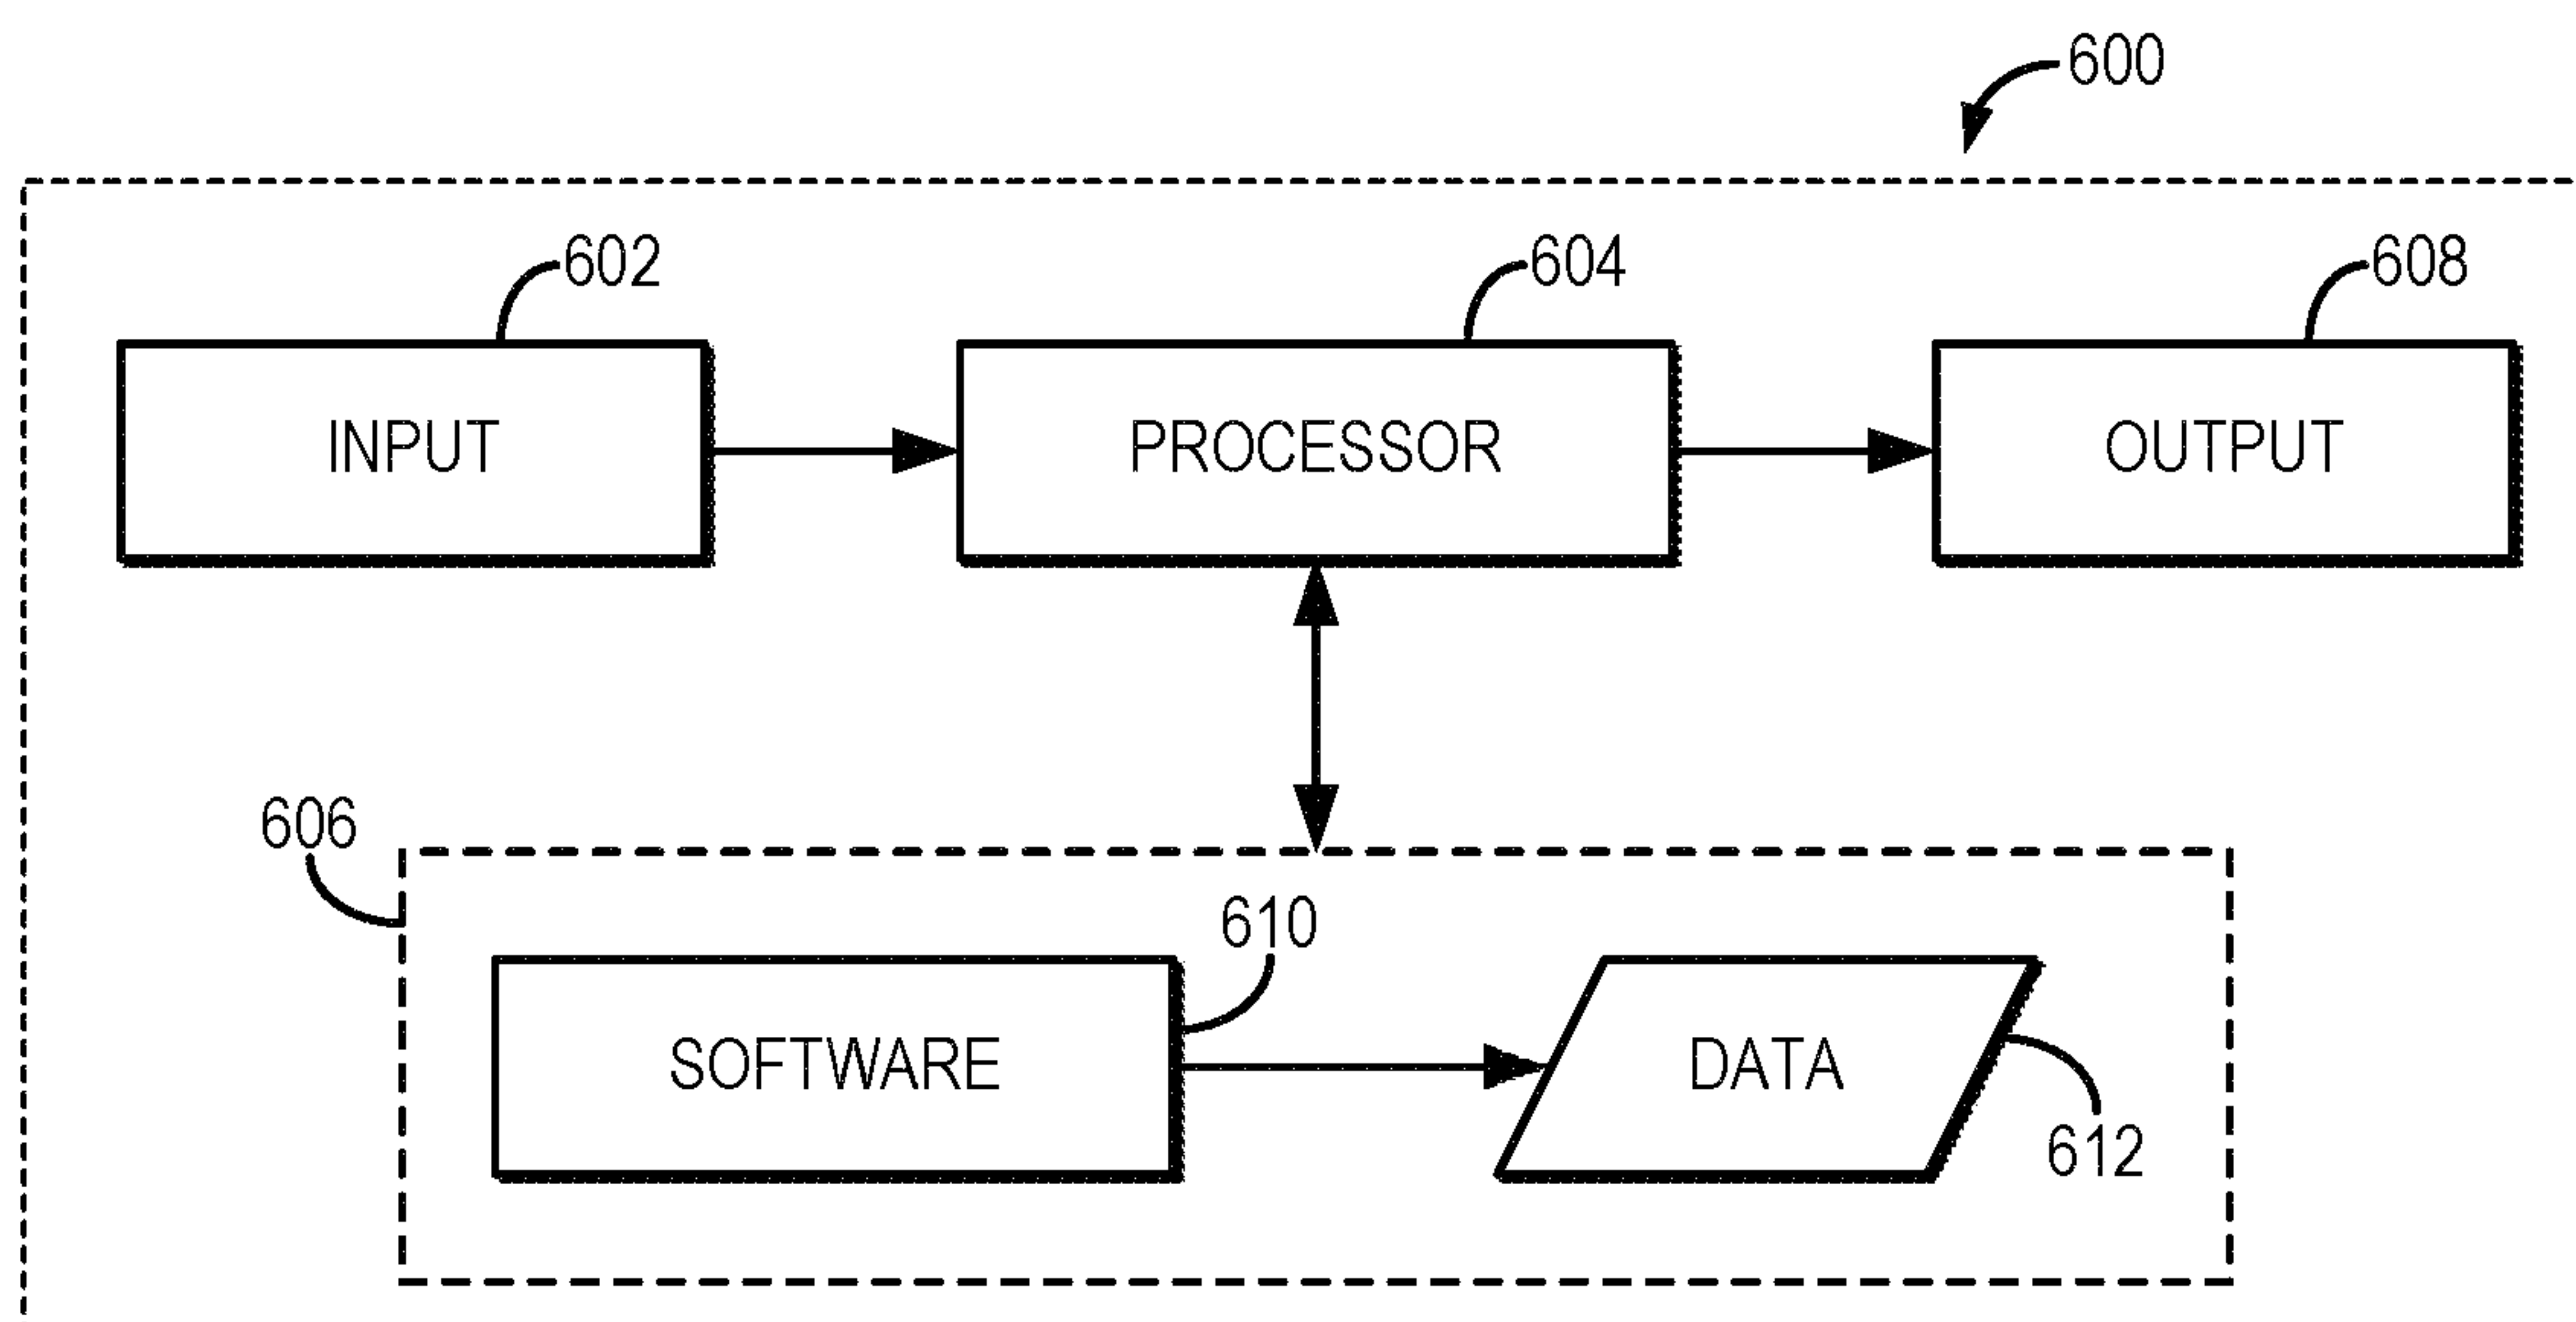 600
602
604
608
INPUT
PROCESSOR
OUTPUT
606
610
SOFTWARE
DATA
612